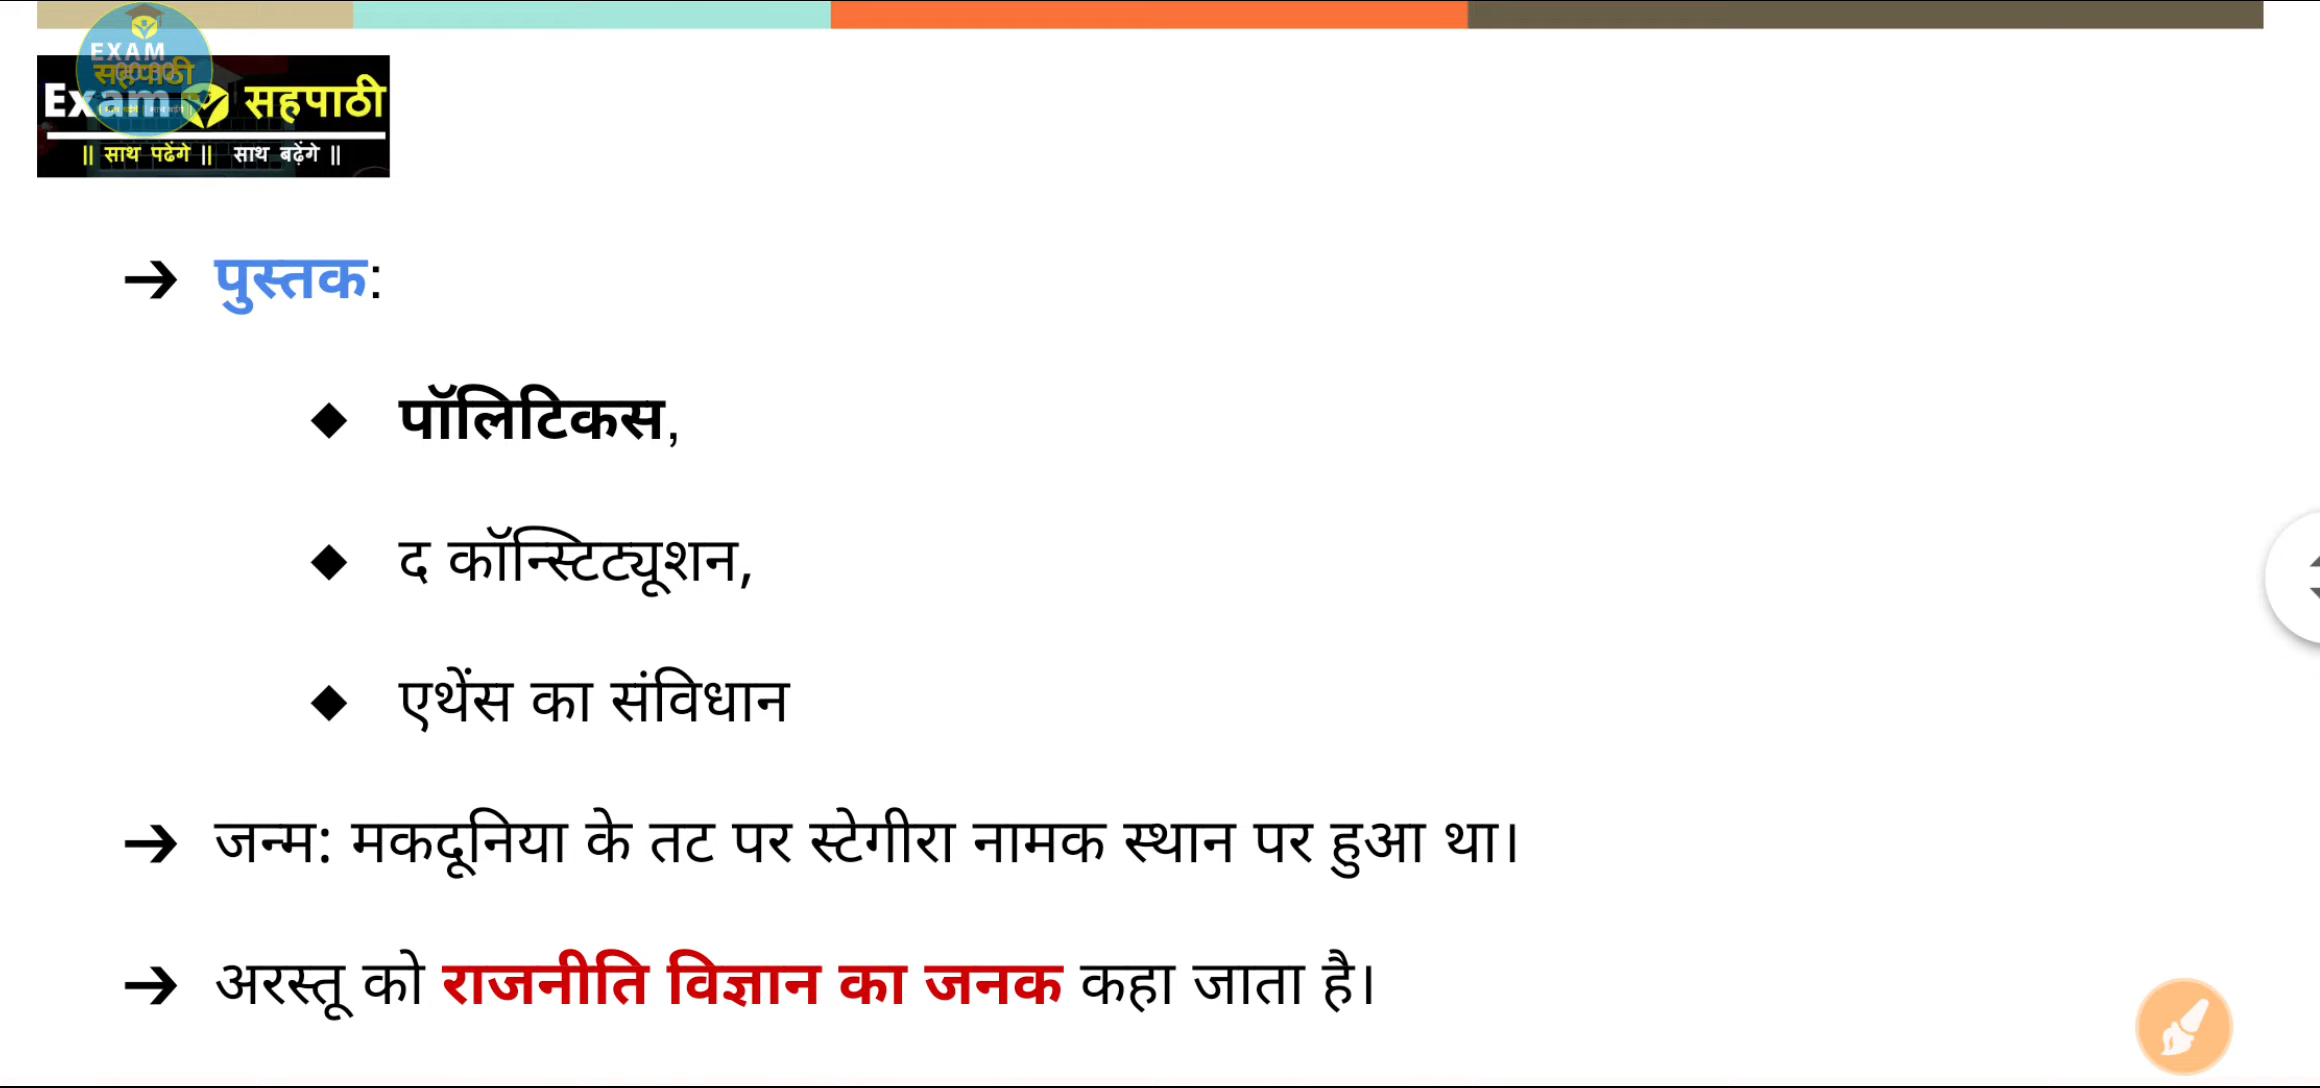 EXAM
सहपाठी
Exam सहपाठी
|| साथ पढेंगे || साथ बढ़ेंगे ||
➔ पुस्तक:
◆ पॉलिटिकस,
◆ द कॉन्स्टिट्यूशन,
◆ एथेंस का संविधान
➔ जन्म: मकदूनिया के तट पर स्टेगीरा नामक स्थान पर हुआ था।
➔ अरस्तू को राजनीति विज्ञान का जनक कहा जाता है।